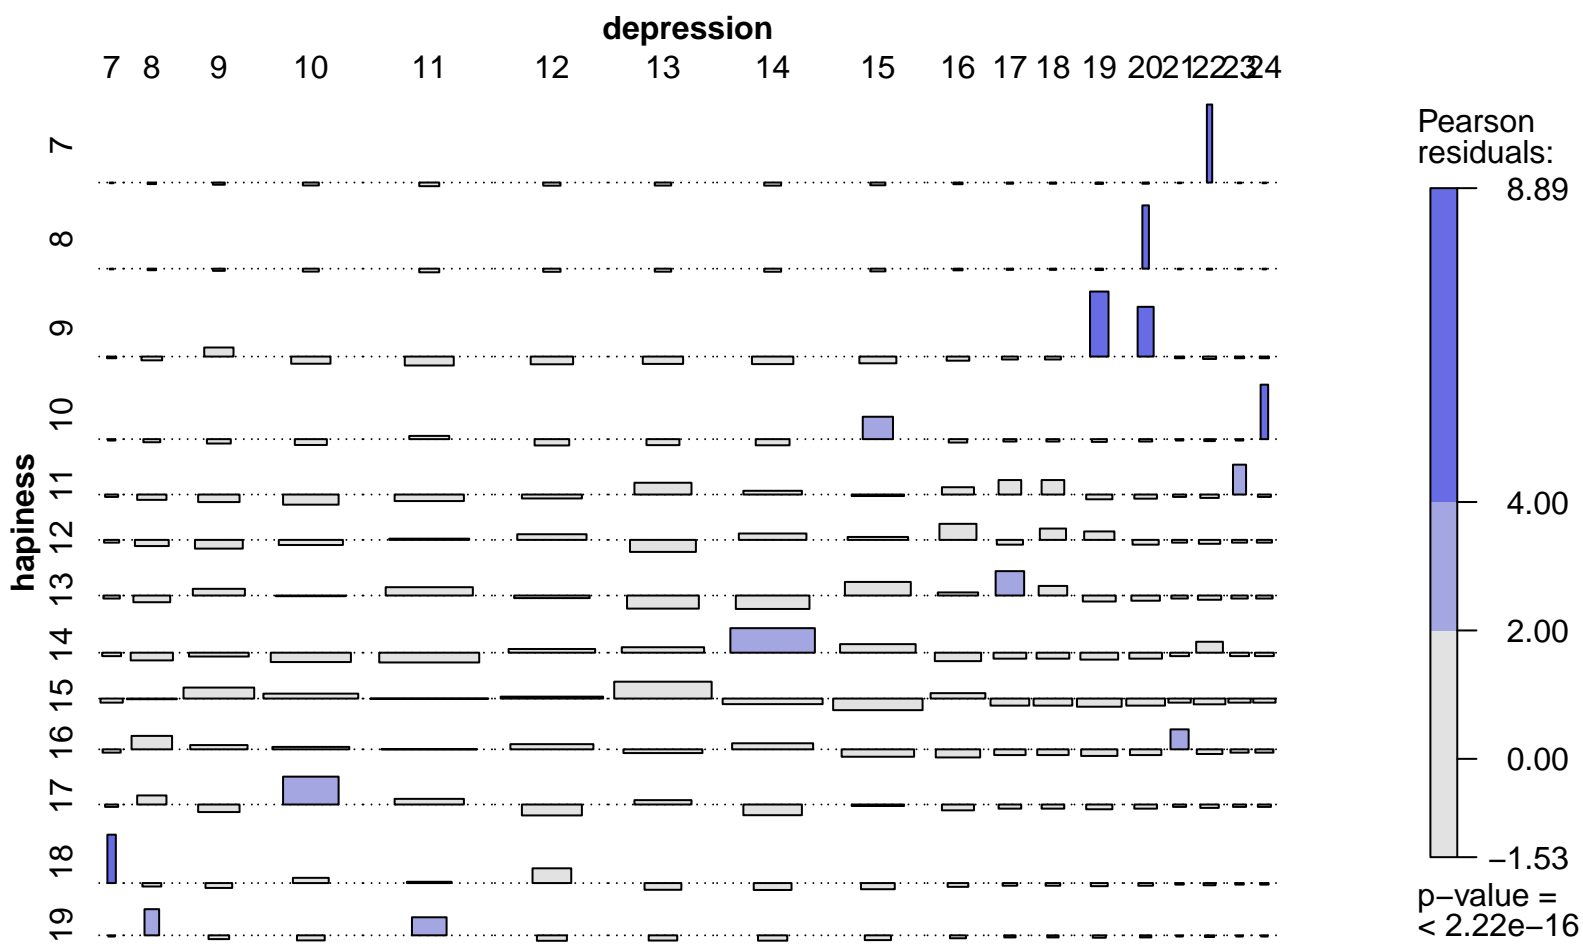 depression
7 8 9 10 11 12 13 14 15 16 17 18 19 20 21 22 23 24
hapiness
7
8
9
10
11
12
13
14
15
16
17
18
19
Pearson
residuals:
8.89
4.00
2.00
0.00
−1.53
p−value =
< 2.22e−16